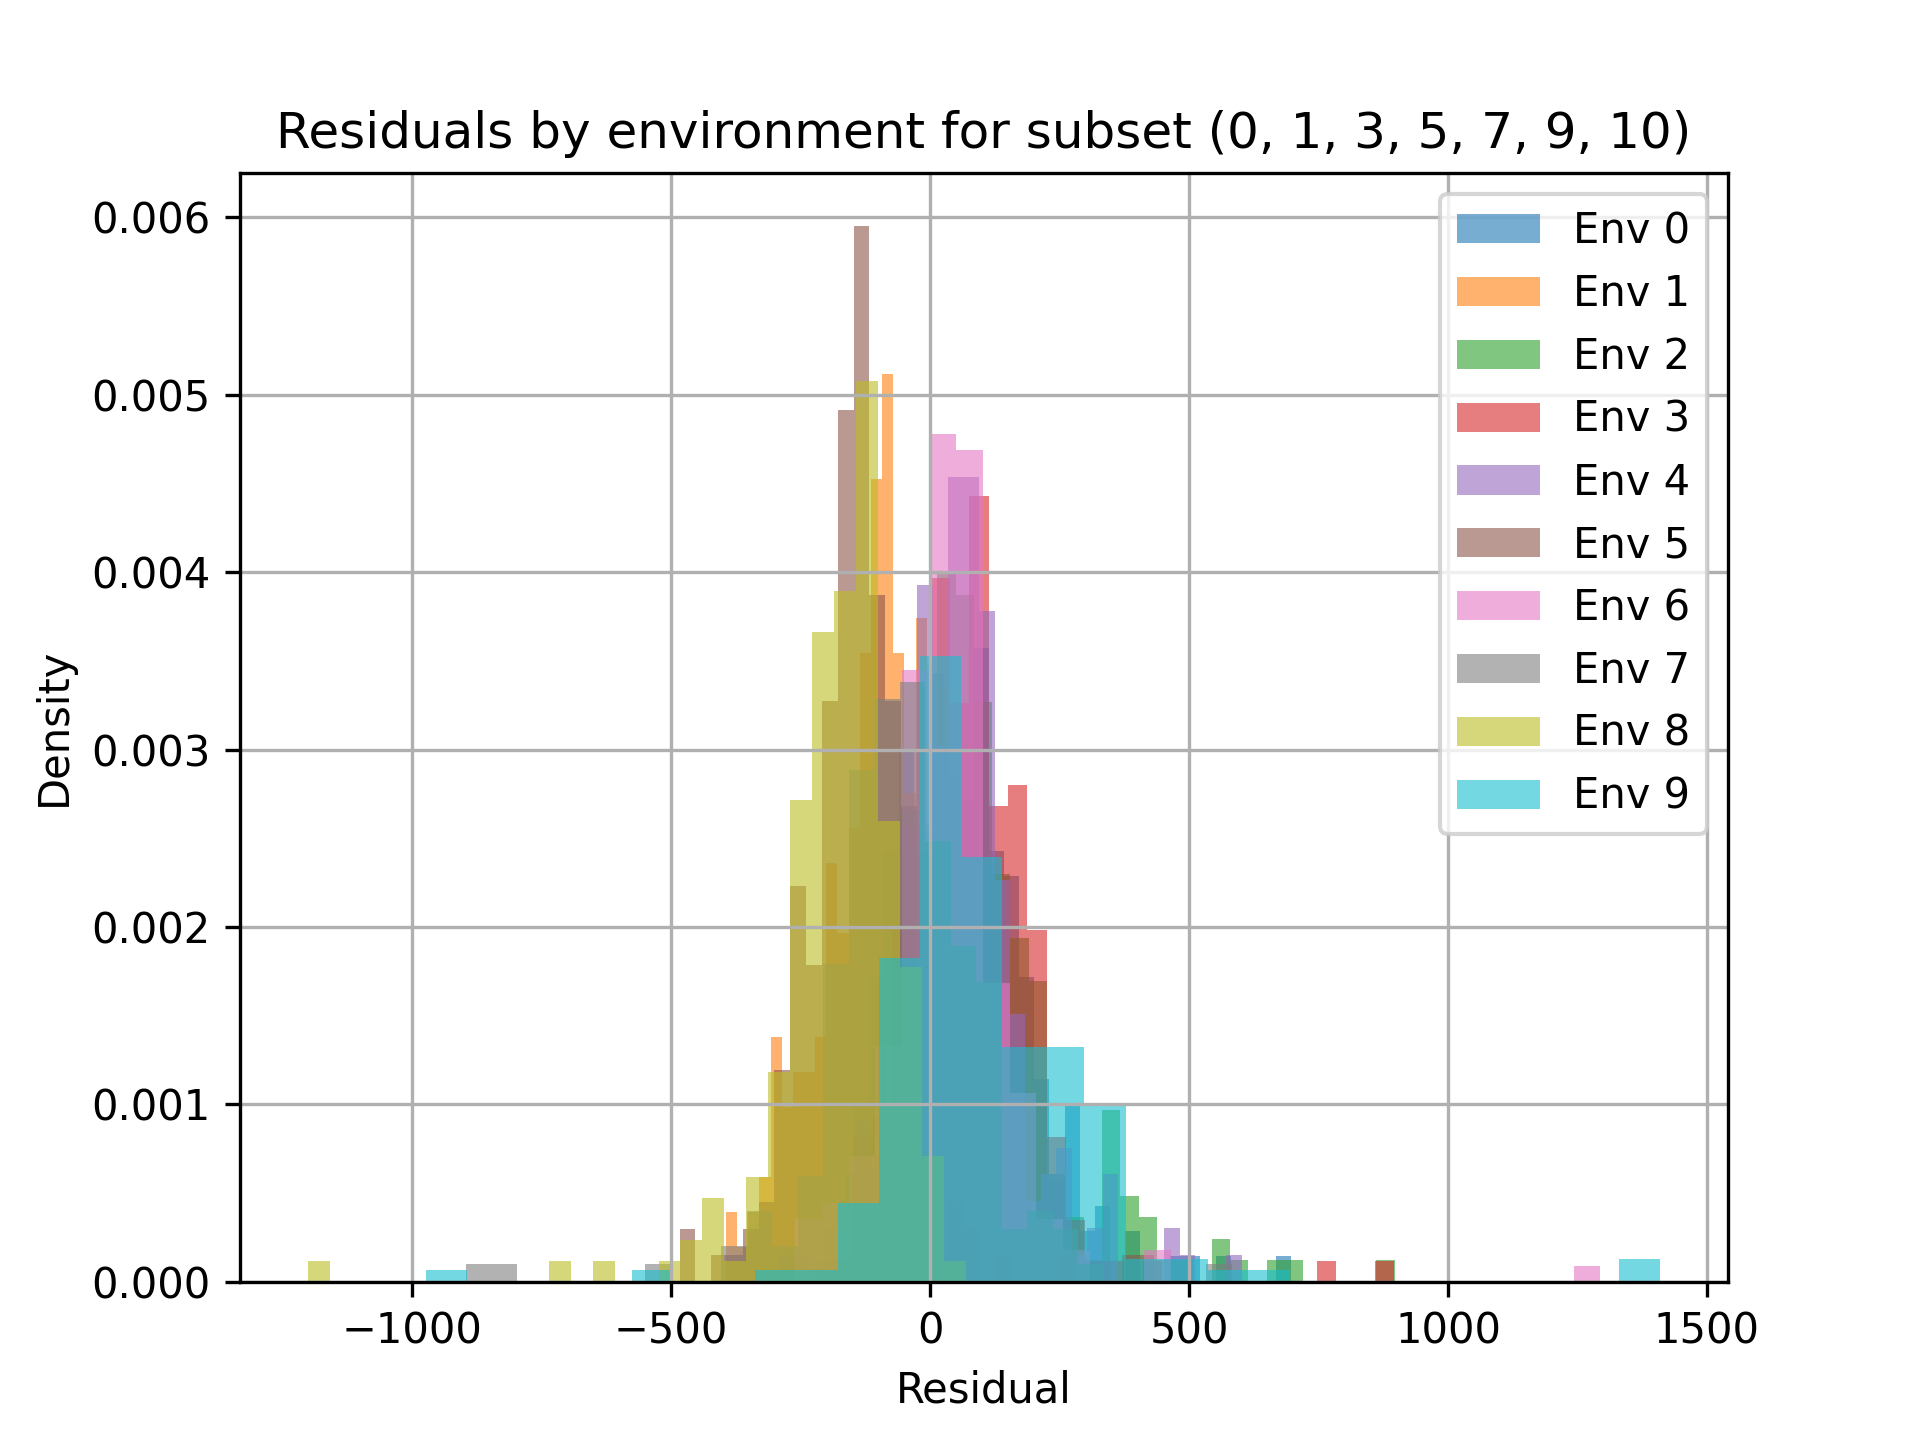 Residuals by environment for subset (0, 1, 3, 5, 7, 9, 10)
Density
0.006
0.005
0.004
0.003
0.002
0.001
0.000
−1000
−500
0
500
1000
1500
Residual
Env 0
Env 1
Env 2
Env 3
Env 4
Env 5
Env 6
Env 7
Env 8
Env 9